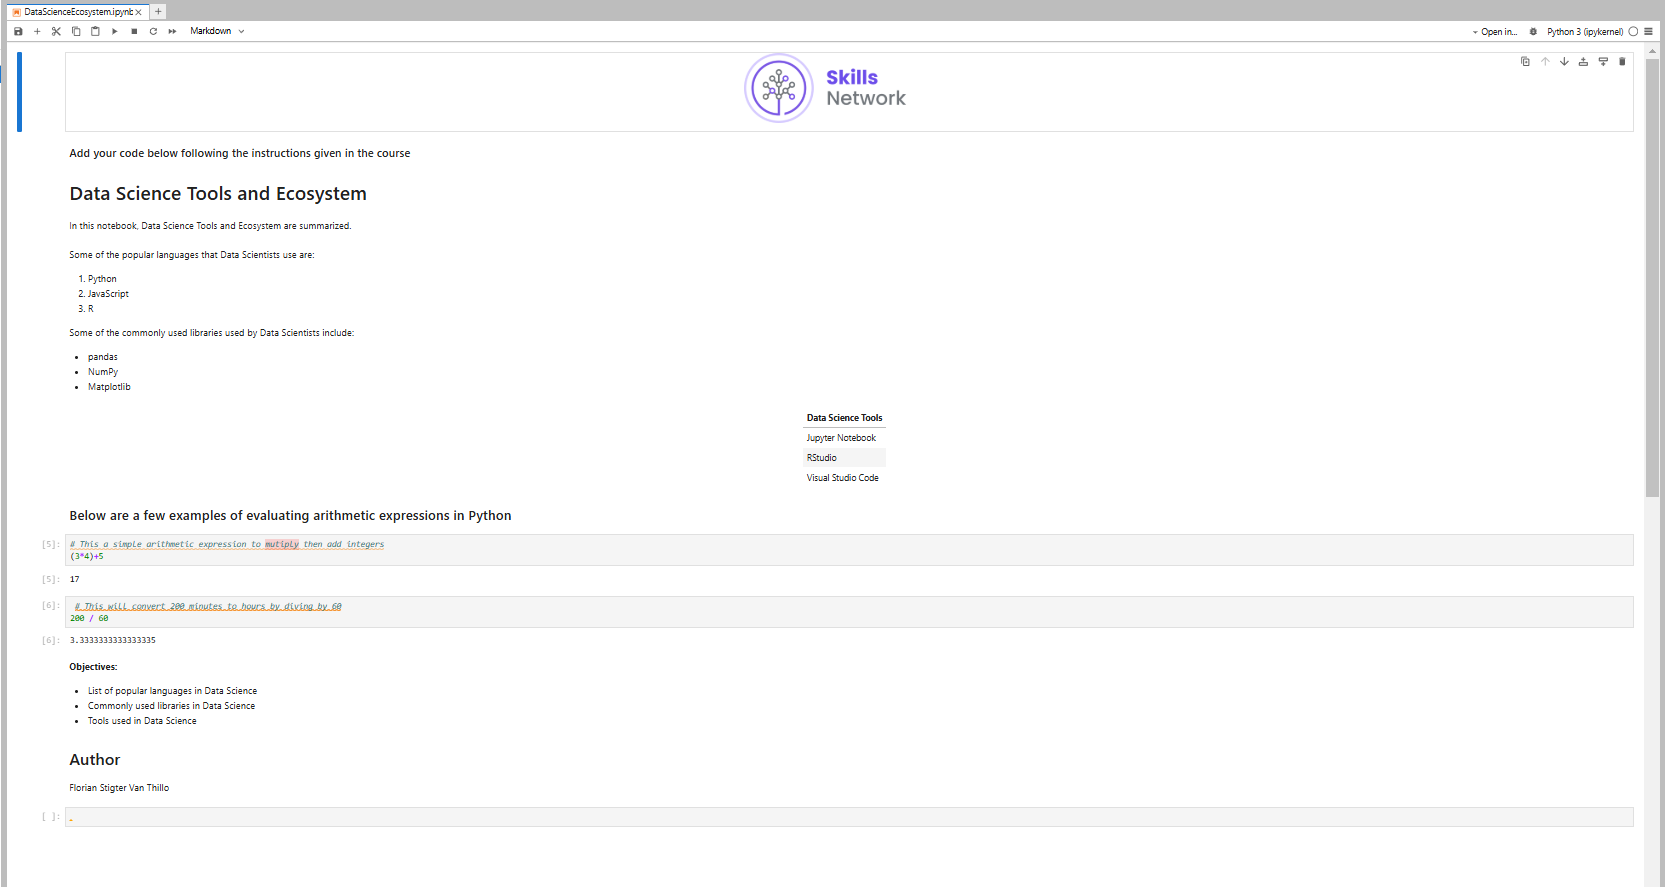 DataScienceEcosystem.ipynb
Markdown
Open in...
Python 3 (ipykernel)
Skills
Network
Add your code below following the instructions given in the course
Data Science Tools and Ecosystem
In this notebook, Data Science Tools and Ecosystem are summarized.
Some of the popular languages that Data Scientists use are:
1. Python
2. JavaScript
3. R
Some of the commonly used libraries used by Data Scientists include:
• pandas
• NumPy
• Matplotlib
Data Science Tools
Jupyter Notebook
RStudio
Visual Studio Code
Below are a few examples of evaluating arithmetic expressions in Python
[5]: # This a simple arithmetic expression to mutiply then add integers
(3*4)+5
[5]: 17
[6]: # This will convert 200 minutes to hours by diving by 60
200 / 60
[6]: 3.3333333333333335
Objectives:
• List of popular languages in Data Science
• Commonly used libraries in Data Science
• Tools used in Data Science
Author
Florian Stigter Van Thillo
[ ]: